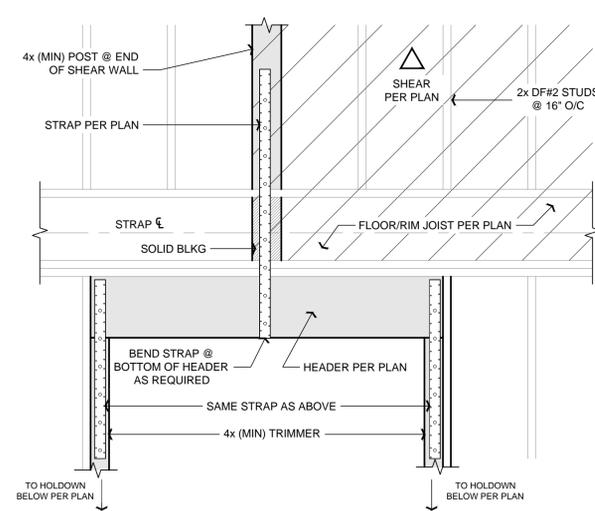 4x (MIN) POST @ END
OF SHEAR WALL
SHEAR
PER PLAN
2x DF#2 STUDS
@ 16" O/C
STRAP PER PLAN
STRAP ℄
FLOOR/RIM JOIST PER PLAN
SOLID BLKG
BEND STRAP @
BOTTOM OF HEADER
AS REQUIRED
HEADER PER PLAN
SAME STRAP AS ABOVE
4x (MIN) TRIMMER
TO HOLDOWN
BELOW PER PLAN
TO HOLDOWN
BELOW PER PLAN